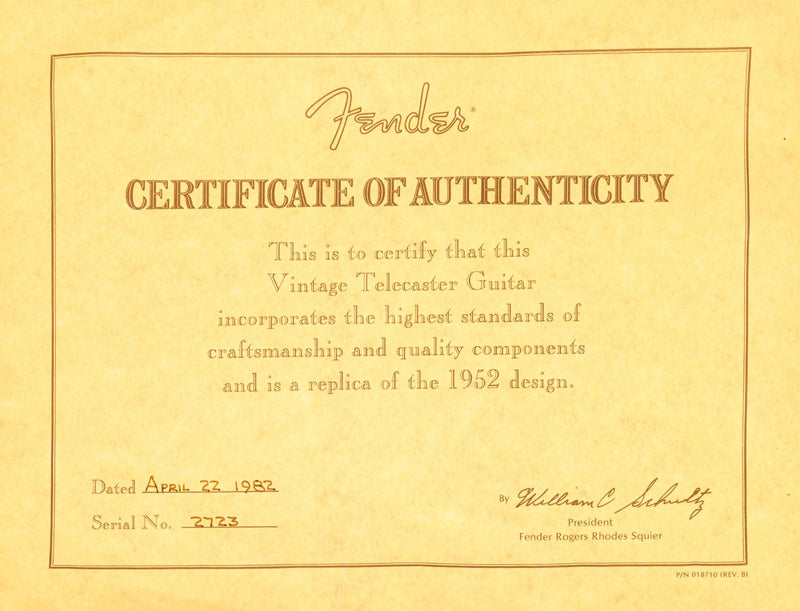 Fender®
CERTIFICATE OF AUTHENTICITY
This is to certify that this
Vintage Telecaster Guitar
incorporates the highest standards of
craftsmanship and quality components
and is a replica of the 1952 design.
Dated April 22 1982
Serial No. 2723
By William C Schultz
President
Fender Rogers Rhodes Squier
P/N 018710 (REV. B)